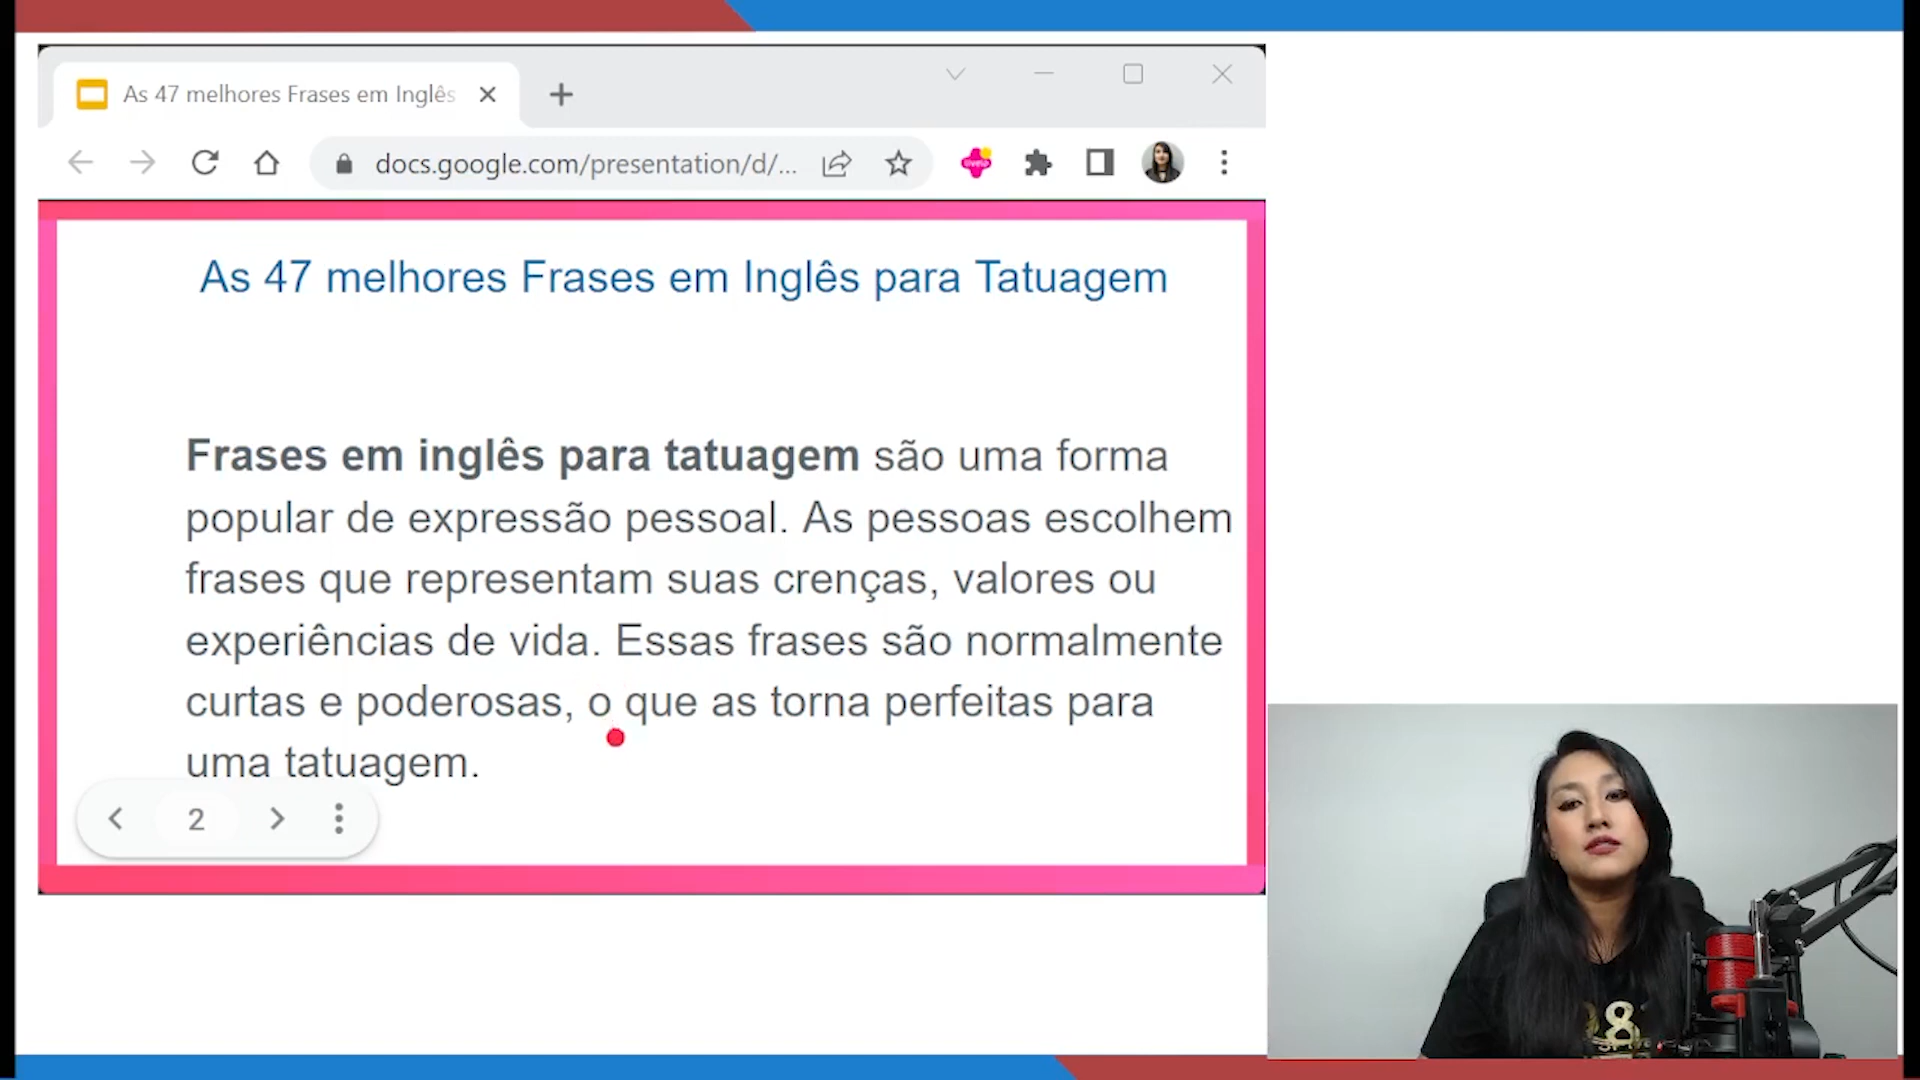 As 47 melhores Frases em Inglês
docs.google.com/presentation/d/...
As 47 melhores Frases em Inglês para Tatuagem
Frases em inglês para tatuagem são uma forma
popular de expressão pessoal. As pessoas escolhem
frases que representam suas crenças, valores ou
experiências de vida. Essas frases são normalmente
curtas e poderosas, o que as torna perfeitas para
uma tatuagem.
2